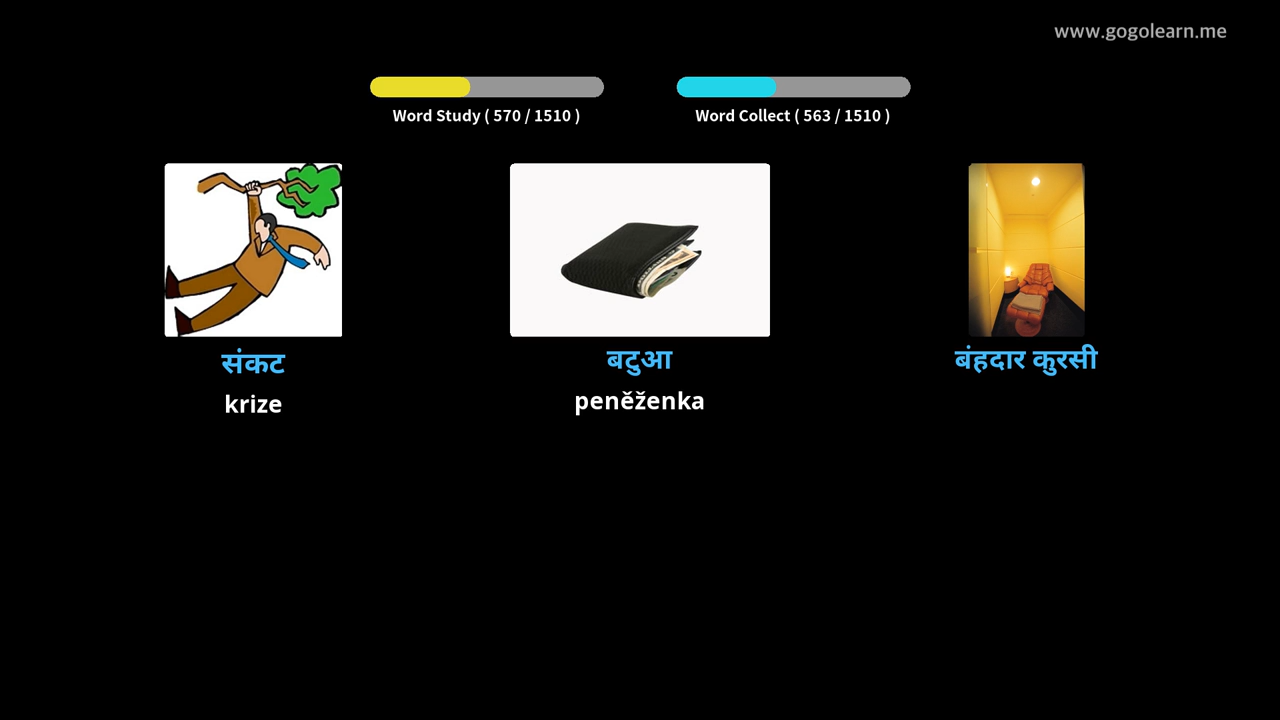 www.gogolearn.me
Word Study ( 570 / 1510 ) Word Collect ( 563 / 1510 )
संकट बटुआ बंहदार कुरसी
krize peněženka